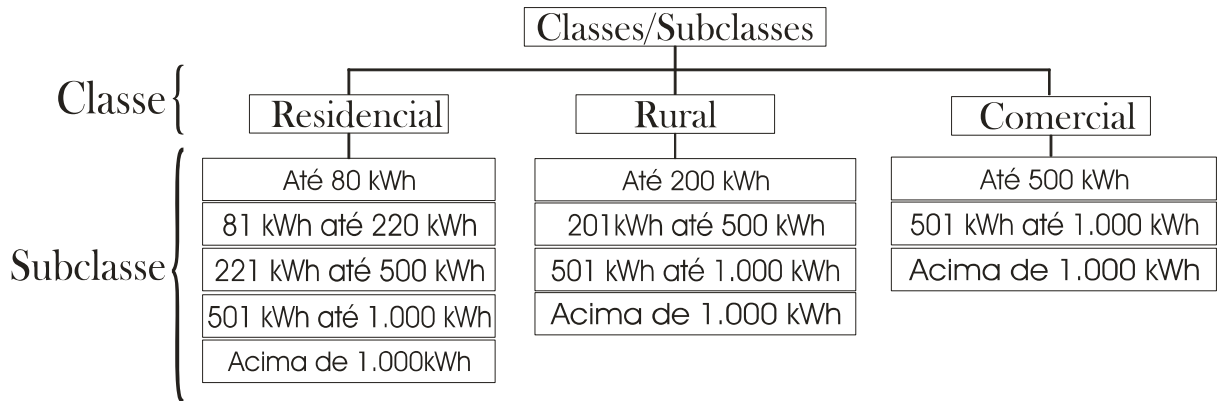 Classes/Subclasses
Classe
Residencial
Rural
Comercial
Subclasse
Até 80 kWh
81 kWh até 220 kWh
221 kWh até 500 kWh
501 kWh até 1.000 kWh
Acima de 1.000kWh
Até 200 kWh
201kWh até 500 kWh
501 kWh até 1.000 kWh
Acima de 1.000 kWh
Até 500 kWh
501 kWh até 1.000 kWh
Acima de 1.000 kWh